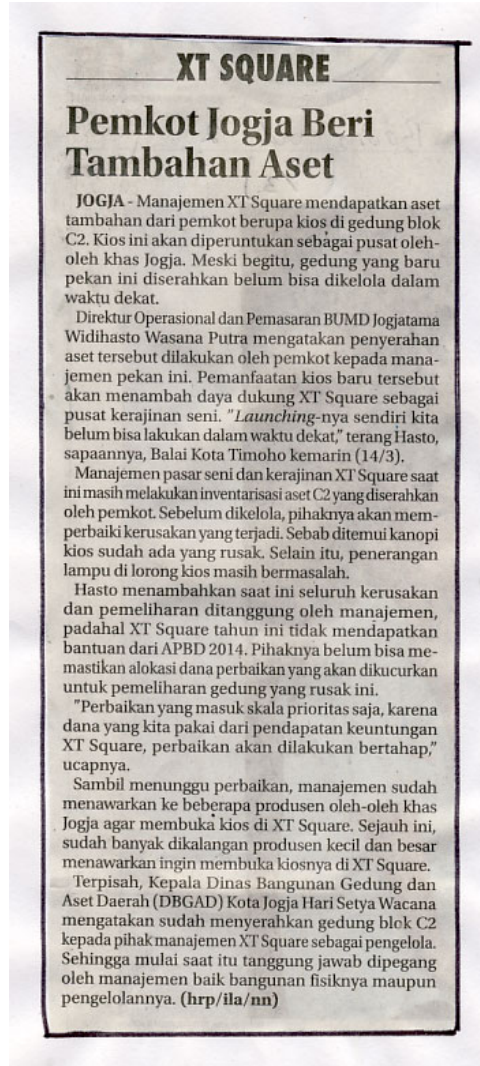 XT SQUARE
Pemkot Jogja Beri
Tambahan Aset
JOGJA - Manajemen XT Square mendapatkan aset
tambahan dari pemkot berupa kios di gedung blok
C2. Kios ini akan diperuntukan sebagai pusat oleh-
oleh khas Jogja. Meski begitu, gedung yang baru
pekan ini diserahkan belum bisa dikelola dalam
waktu dekat.
Direktur Operasional dan Pemasaran BUMD Jogjatama
Widihasto Wasana Putra mengatakan penyerahan
aset tersebut dilakukan oleh pemkot kepada mana-
jemen pekan ini. Pemanfaatan kios baru tersebut
akan menambah daya dukung XT Square sebagai
pusat kerajinan seni. "Launching-nya sendiri kita
belum bisa lakukan dalam waktu dekat," terang Hasto,
sapaannya, Balai Kota Timoho kemarin (14/3).
Manajemen pasar seni dan kerajinan XT Square saat
ini masih melakukan inventarisasi aset C2 yang diserahkan
oleh pemkot. Sebelum dikelola, pihaknya akan mem-
perbaiki kerusakan yang terjadi. Sebab ditemui kanopi
kios sudah ada yang rusak. Selain itu, penerangan
lampu di lorong kios masih bermasalah.
Hasto menambahkan saat ini seluruh kerusakan
dan pemeliharan ditanggung oleh manajemen,
padahal XT Square tahun ini tidak mendapatkan
bantuan dari APBD 2014. Pihaknya belum bisa me-
mastikan alokasi dana perbaikan yang akan dikucurkan
untuk pemeliharan gedung yang rusak ini.
"Perbaikan yang masuk skala prioritas saja, karena
dana yang kita pakai dari pendapatan keuntungan
XT Square, perbaikan akan dilakukan bertahap,"
ucapnya.
Sambil menunggu perbaikan, manajemen sudah
menawarkan ke beberapa produsen oleh-oleh khas
Jogja agar membuka kios di XT Square. Sejauh ini,
sudah banyak dikalangan produsen kecil dan besar
menawarkan ingin membuka kiosnya di XT Square.
Terpisah, Kepala Dinas Bangunan Gedung dan
Aset Daerah (DBGAD) Kota Jogja Hari Setya Wacana
mengatakan sudah menyerahkan gedung blok C2
kepada pihak manajemen XT Square sebagai pengelola.
Sehingga mulai saat itu tanggung jawab dipegang
oleh manajemen baik bangunan fisiknya maupun
pengelolannya. (hrp/ila/nn)